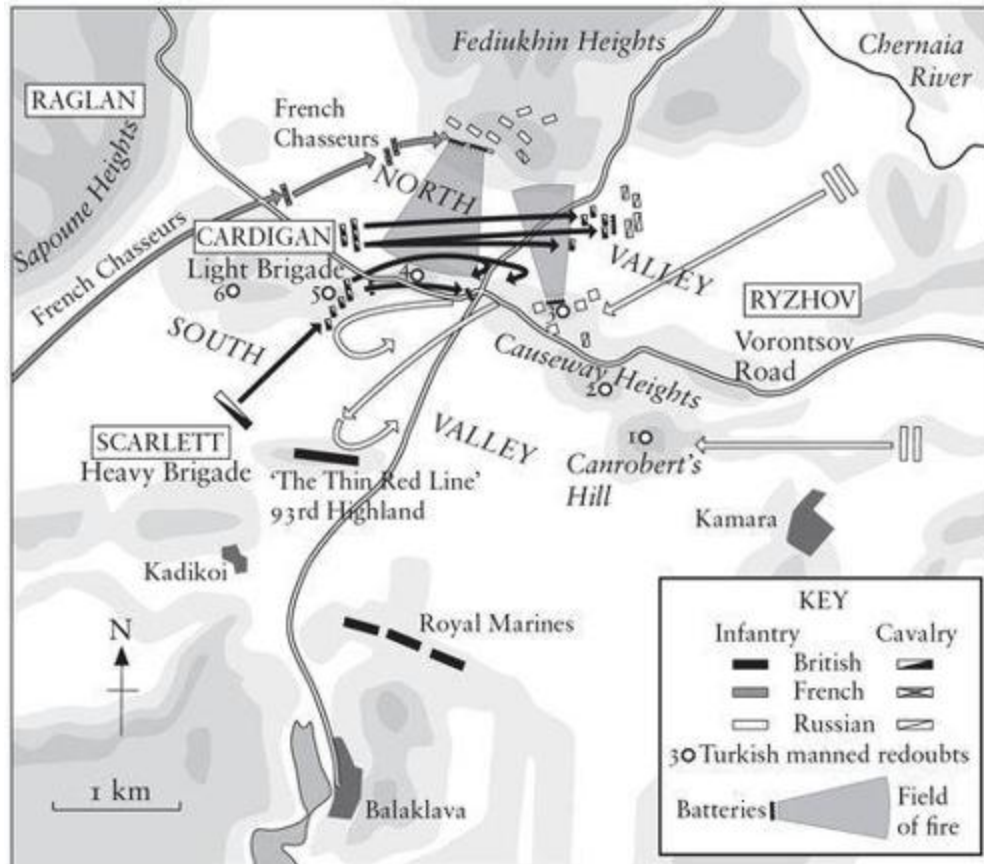 Fediukhin Heights
Chernaia
River
RAGLAN
French
Chasseurs
Sapoune Heights
French Chasseurs
NORTH
VALLEY
CARDIGAN
Light Brigade
4
6
5
3
RYZHOV
Vorontsov
Road
SOUTH
VALLEY
Causeway Heights
2
1
Canrobert's
Hill
SCARLETT
Heavy Brigade
'The Thin Red Line'
93rd Highland
Kamara
Kadikoi
Royal Marines
N
1 km
Balaklava
KEY
Infantry Cavalry
British
French
Russian
3 Turkish manned redoubts
Batteries
Field
of fire